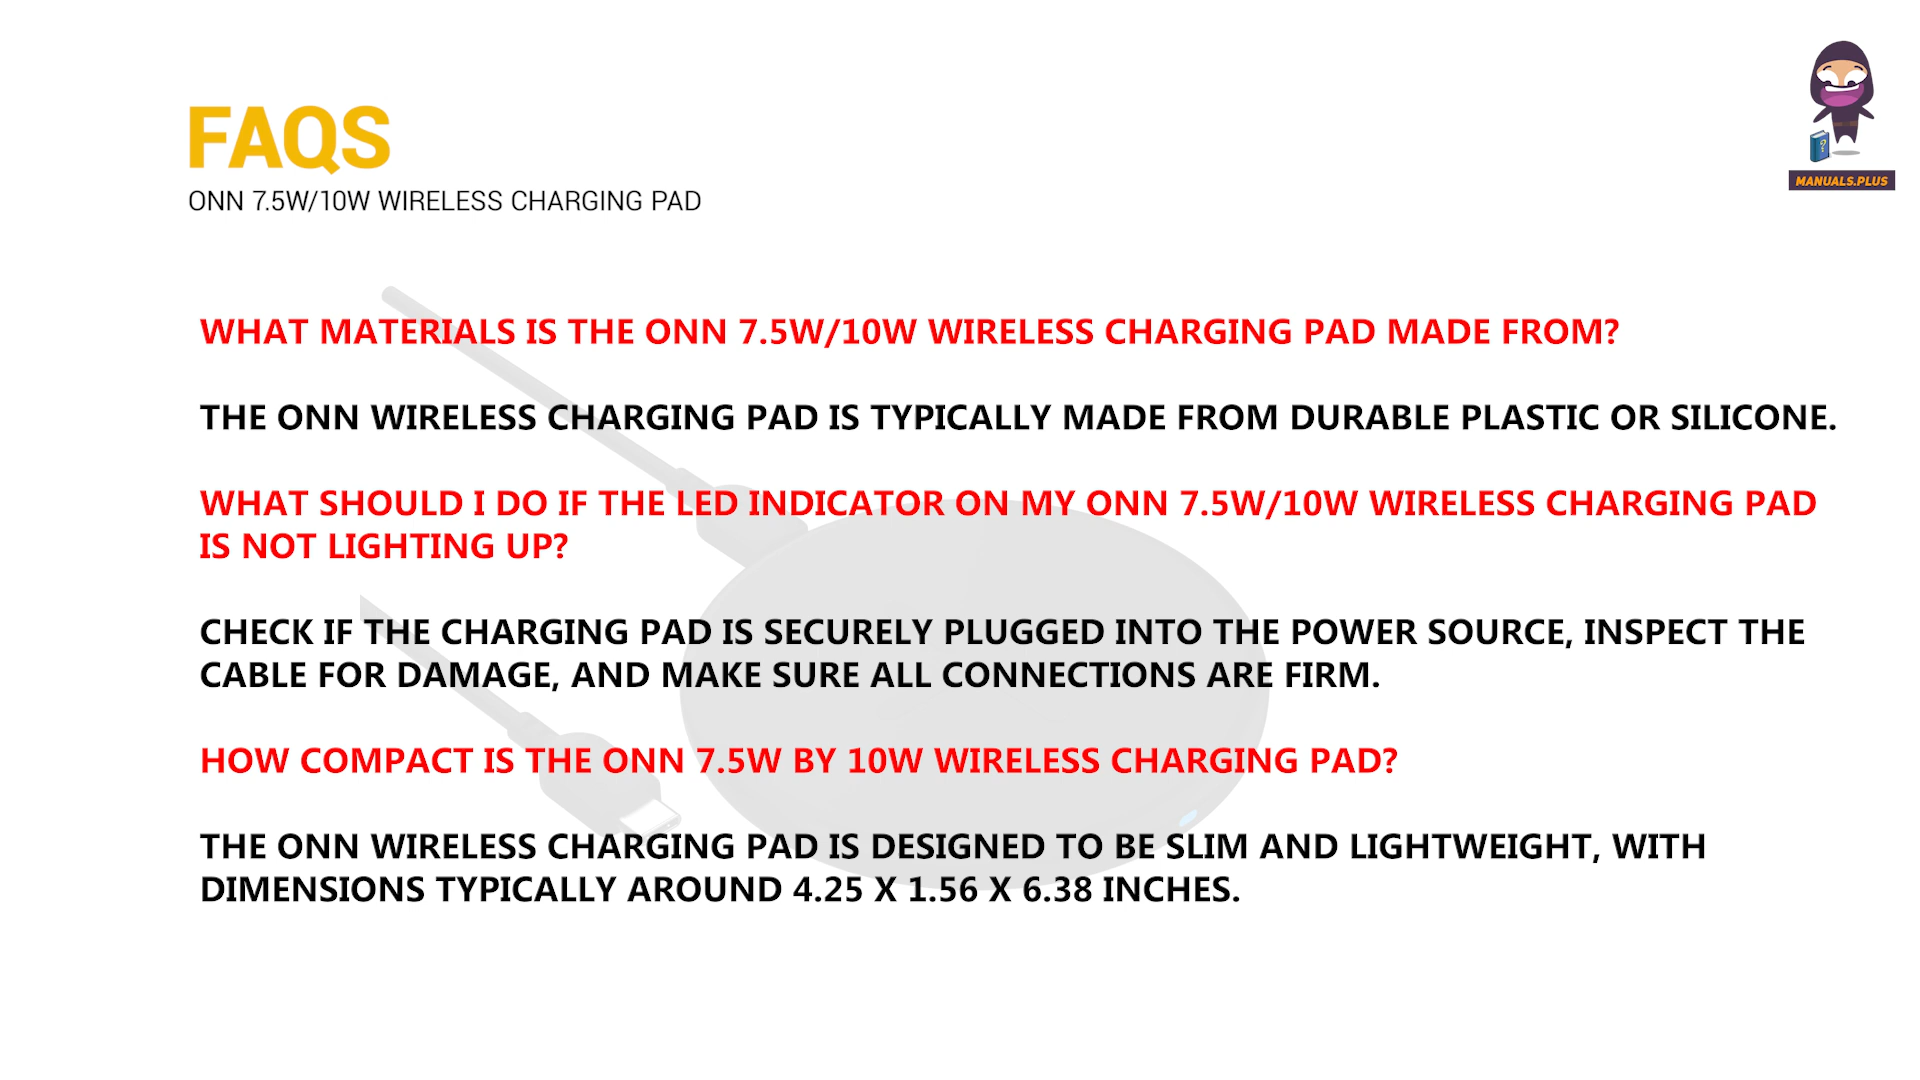 FAQS
ONN 7.5W/10W WIRELESS CHARGING PAD
?
MANUALS.PLUS
WHAT MATERIALS IS THE ONN 7.5W/10W WIRELESS CHARGING PAD MADE FROM?
THE ONN WIRELESS CHARGING PAD IS TYPICALLY MADE FROM DURABLE PLASTIC OR SILICONE.
WHAT SHOULD I DO IF THE LED INDICATOR ON MY ONN 7.5W/10W WIRELESS CHARGING PAD
IS NOT LIGHTING UP?
CHECK IF THE CHARGING PAD IS SECURELY PLUGGED INTO THE POWER SOURCE, INSPECT THE
CABLE FOR DAMAGE, AND MAKE SURE ALL CONNECTIONS ARE FIRM.
HOW COMPACT IS THE ONN 7.5W BY 10W WIRELESS CHARGING PAD?
THE ONN WIRELESS CHARGING PAD IS DESIGNED TO BE SLIM AND LIGHTWEIGHT, WITH
DIMENSIONS TYPICALLY AROUND 4.25 X 1.56 X 6.38 INCHES.